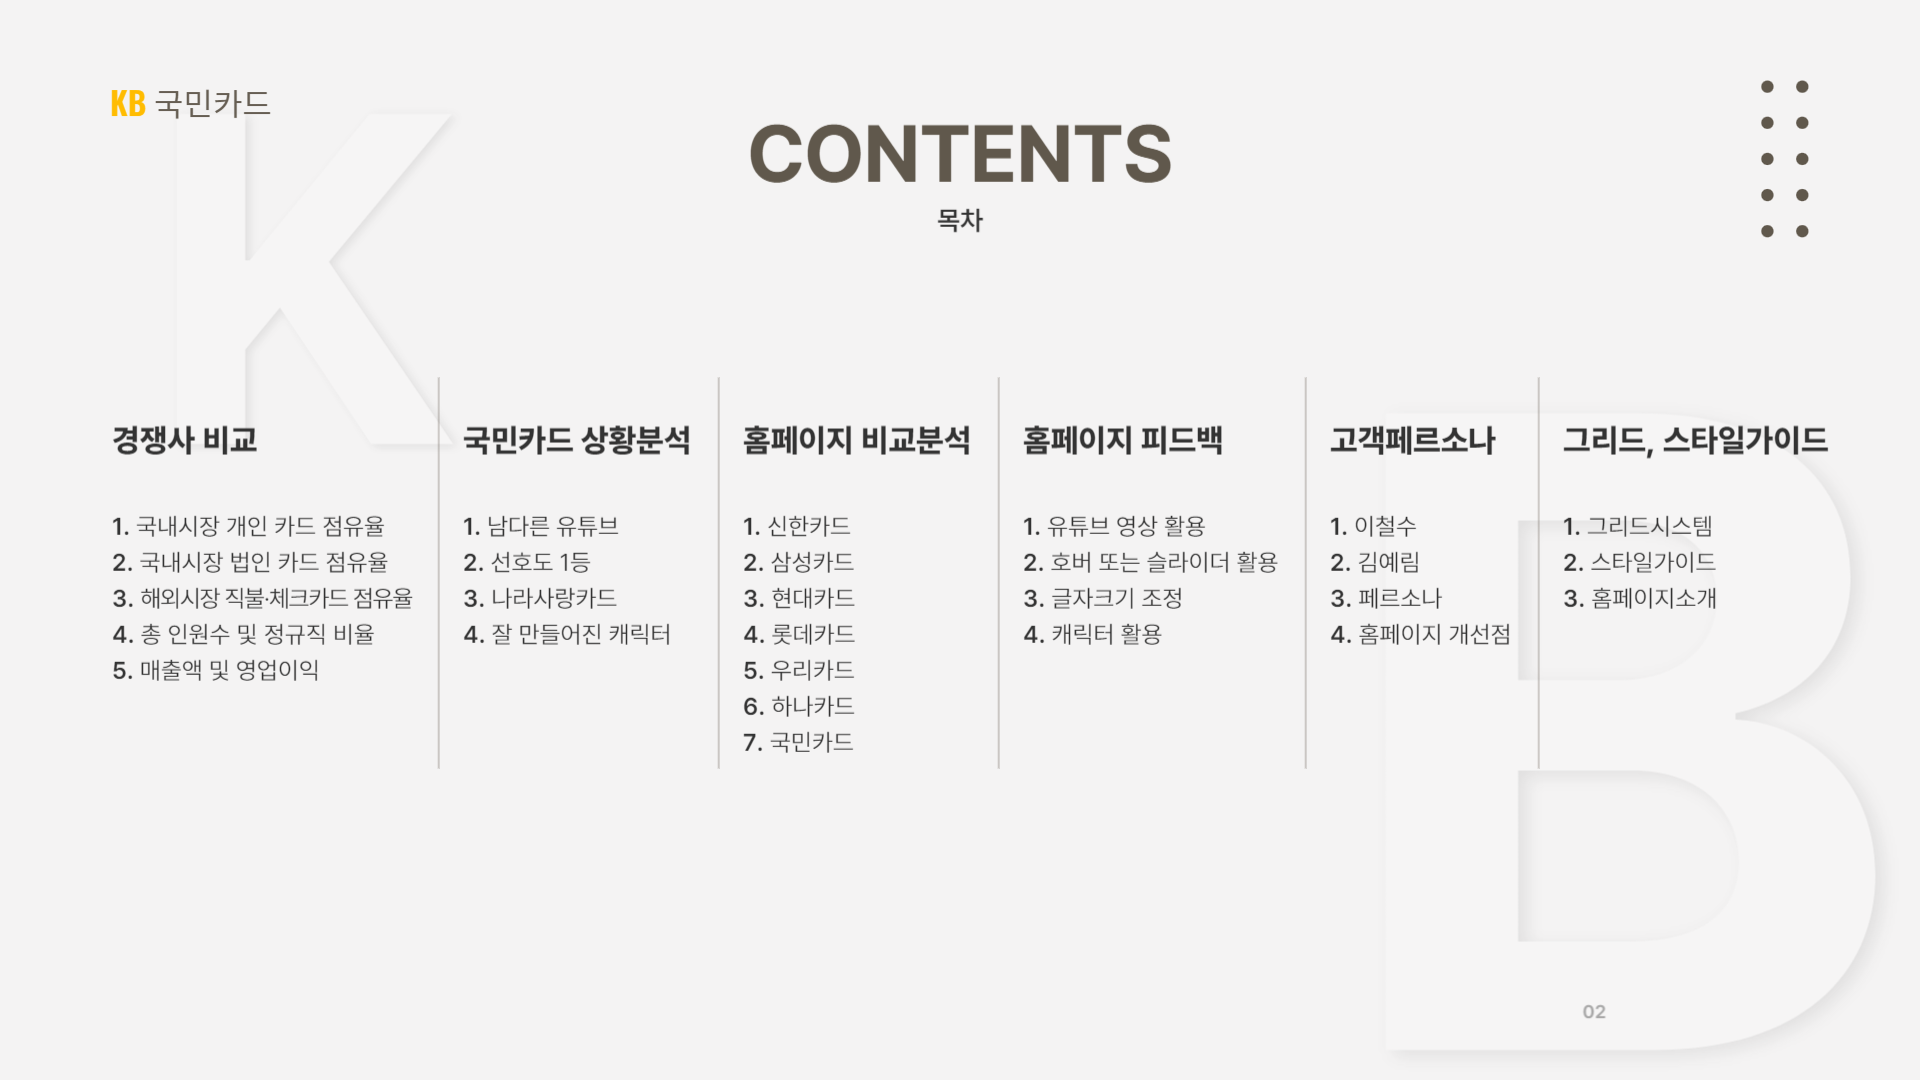 KB 국민카드
CONTENTS
목차
경쟁사 비교
1. 국내시장 개인 카드 점유율
2. 국내시장 법인 카드 점유율
3. 해외시장 직불·체크카드 점유율
4. 총 인원수 및 정규직 비율
5. 매출액 및 영업이익
국민카드 상황분석
1. 남다른 유튜브
2. 선호도 1등
3. 나라사랑카드
4. 잘 만들어진 캐릭터
홈페이지 비교분석
1. 신한카드
2. 삼성카드
3. 현대카드
4. 롯데카드
5. 우리카드
6. 하나카드
7. 국민카드
홈페이지 피드백
1. 유튜브 영상 활용
2. 호버 또는 슬라이더 활용
3. 글자크기 조정
4. 캐릭터 활용
고객페르소나
1. 이철수
2. 김예림
3. 페르소나
4. 홈페이지 개선점
그리드, 스타일가이드
1. 그리드시스템
2. 스타일가이드
3. 홈페이지소개
K
B
02